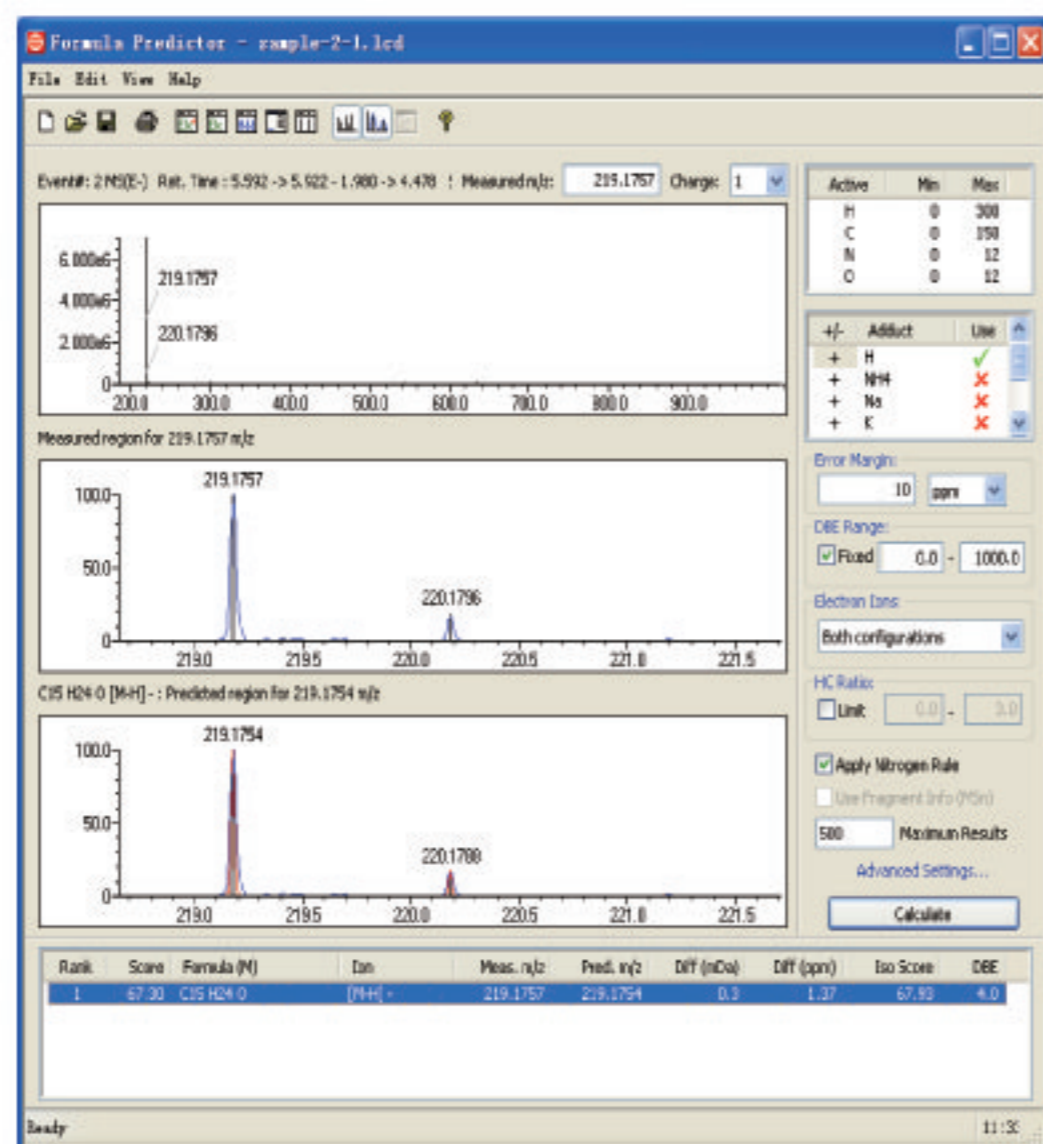 Formula Predictor - sample-2-1.lcd
File Edit View Help
Event#: 2 MS(E-) Ret. Time : 5.592 -> 5.922 - 1.980 -> 4.478 Measured m/z: 219.1757 Charge: 1
6.000e6
4.000e6
2.000e6
0
219.1757
220.1796
200.0 300.0 400.0 500.0 600.0 700.0 800.0 900.0
Measured region for 219.1757 m/z
219.1757
100.0
50.0
220.1796
0
219.0 219.5 220.0 220.5 221.0 221.5
C15 H24 O [M-H] - : Predicted region for 219.1754 m/z
219.1754
100.0
50.0
220.1788
0
219.0 219.5 220.0 220.5 221.0 221.5
Active Min Max
H 0 300
C 0 150
N 0 12
O 0 12
+/- Adduct Use
+ H
+ NH4
+ Na
+ K
Error Margin:
10 ppm
DBE Range:
Fixed 0.0 - 1000.0
Electron Ions:
Both configurations
HC Ratio:
Limit 0.0 - 3.0
Apply Nitrogen Rule
Use Fragment Info (MSn)
500 Maximum Results
Advanced Settings...
Calculate
Rank Score Formula (M) Ion Meas. m/z Pred. m/z Diff (mDa) Diff (ppm) Iso Score DBE
1 67.30 C15 H24 O [M-H] - 219.1757 219.1754 0.3 1.37 67.93 4.0
Ready